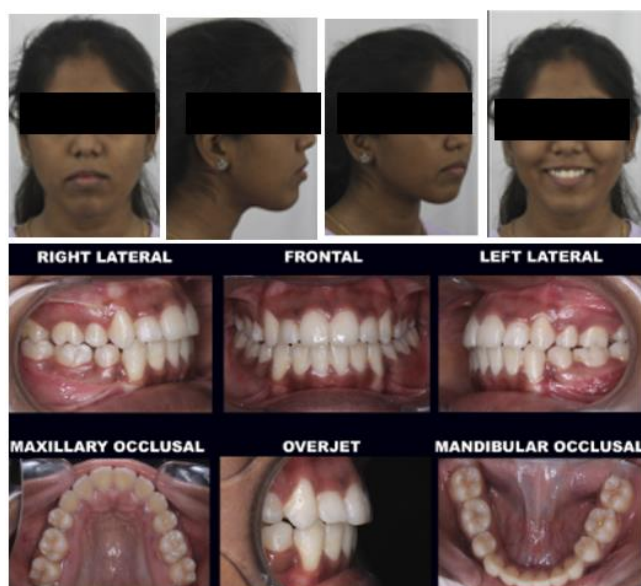 RIGHT LATERAL
FRONTAL
LEFT LATERAL
MAXILLARY OCCLUSAL
OVERJET
MANDIBULAR OCCLUSAL